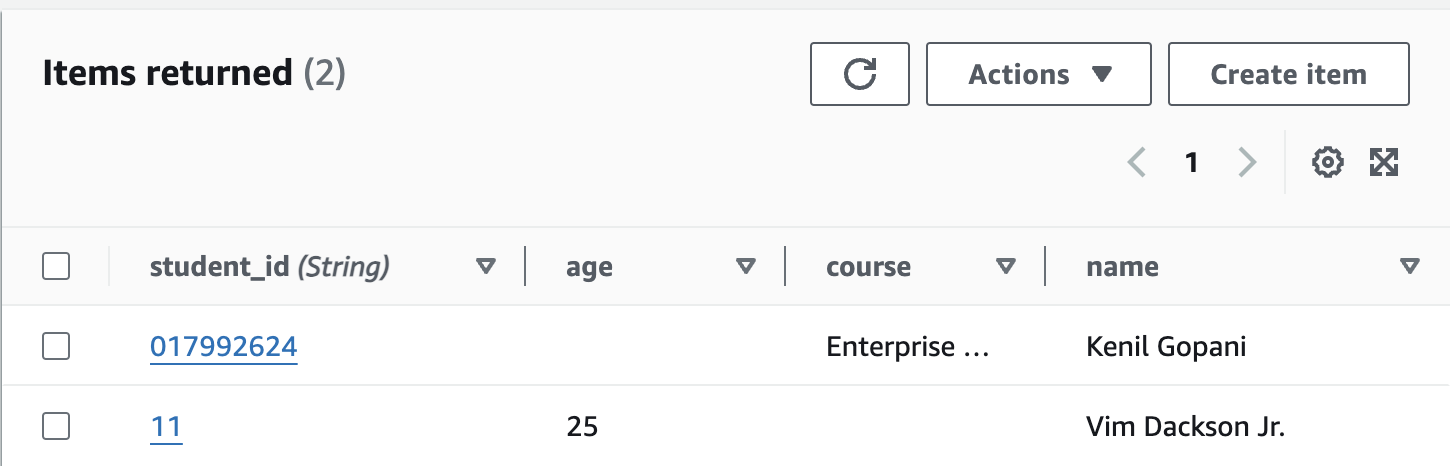 Items returned (2)
Actions
Create item
1
student_id (String) age course name
017992624 Enterprise ... Kenil Gopani
11 25 Vim Dackson Jr.